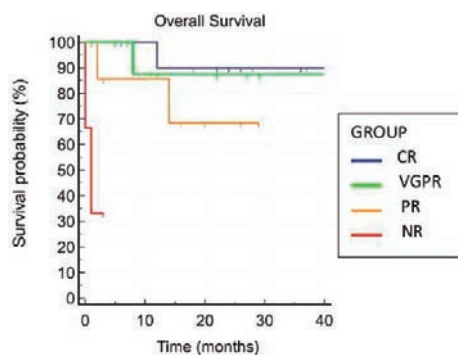 Overall Survival
Survival probability (%)
100
90
80
70
60
50
40
30
20
10
0
0 10 20 30 40
Time (months)
GROUP
CR
VGPR
PR
NR